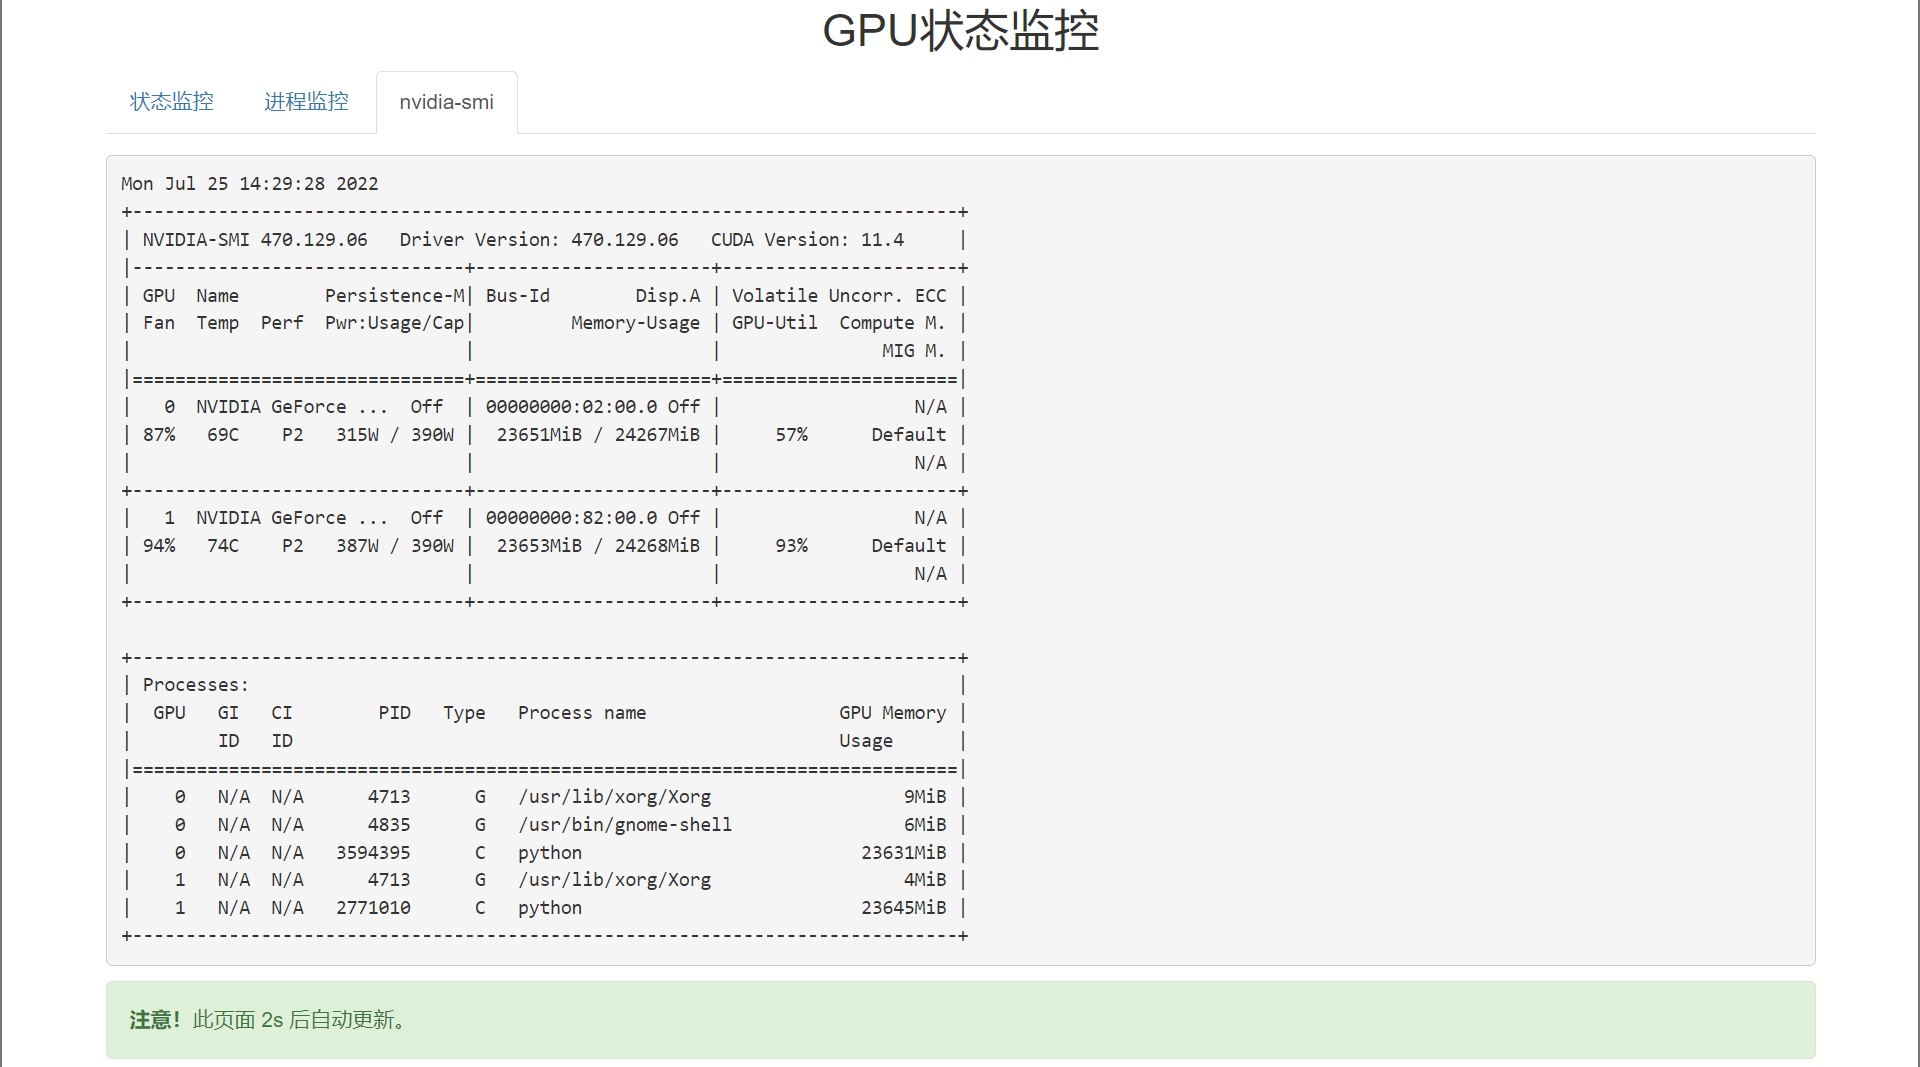 GPU状态监控
状态监控 进程监控 nvidia-smi
Mon Jul 25 14:29:28 2022
+-----------------------------------------------------------------------------+
| NVIDIA-SMI 470.129.06   Driver Version: 470.129.06   CUDA Version: 11.4     |
|-------------------------------+----------------------+----------------------+
| GPU  Name        Persistence-M| Bus-Id        Disp.A | Volatile Uncorr. ECC |
| Fan  Temp  Perf  Pwr:Usage/Cap|         Memory-Usage | GPU-Util  Compute M. |
|                               |                      |               MIG M. |
|===============================+======================+======================|
|   0  NVIDIA GeForce ...  Off  | 00000000:02:00.0 Off |                  N/A |
| 87%   69C    P2   315W / 390W |  23651MiB / 24267MiB |     57%      Default |
|                               |                      |                  N/A |
+-------------------------------+----------------------+----------------------+
|   1  NVIDIA GeForce ...  Off  | 00000000:82:00.0 Off |                  N/A |
| 94%   74C    P2   387W / 390W |  23653MiB / 24268MiB |     93%      Default |
|                               |                      |                  N/A |
+-------------------------------+----------------------+----------------------+
+-----------------------------------------------------------------------------+
| Processes:                                                                  |
|  GPU   GI   CI        PID   Type   Process name                  GPU Memory |
|        ID   ID                                                   Usage      |
|=============================================================================|
|    0   N/A  N/A      4713      G   /usr/lib/xorg/Xorg                  9MiB |
|    0   N/A  N/A      4835      G   /usr/bin/gnome-shell                6MiB |
|    0   N/A  N/A   3594395      C   python                          23631MiB |
|    1   N/A  N/A      4713      G   /usr/lib/xorg/Xorg                  4MiB |
|    1   N/A  N/A   2771010      C   python                          23645MiB |
+-----------------------------------------------------------------------------+
注意！此页面 2s 后自动更新。